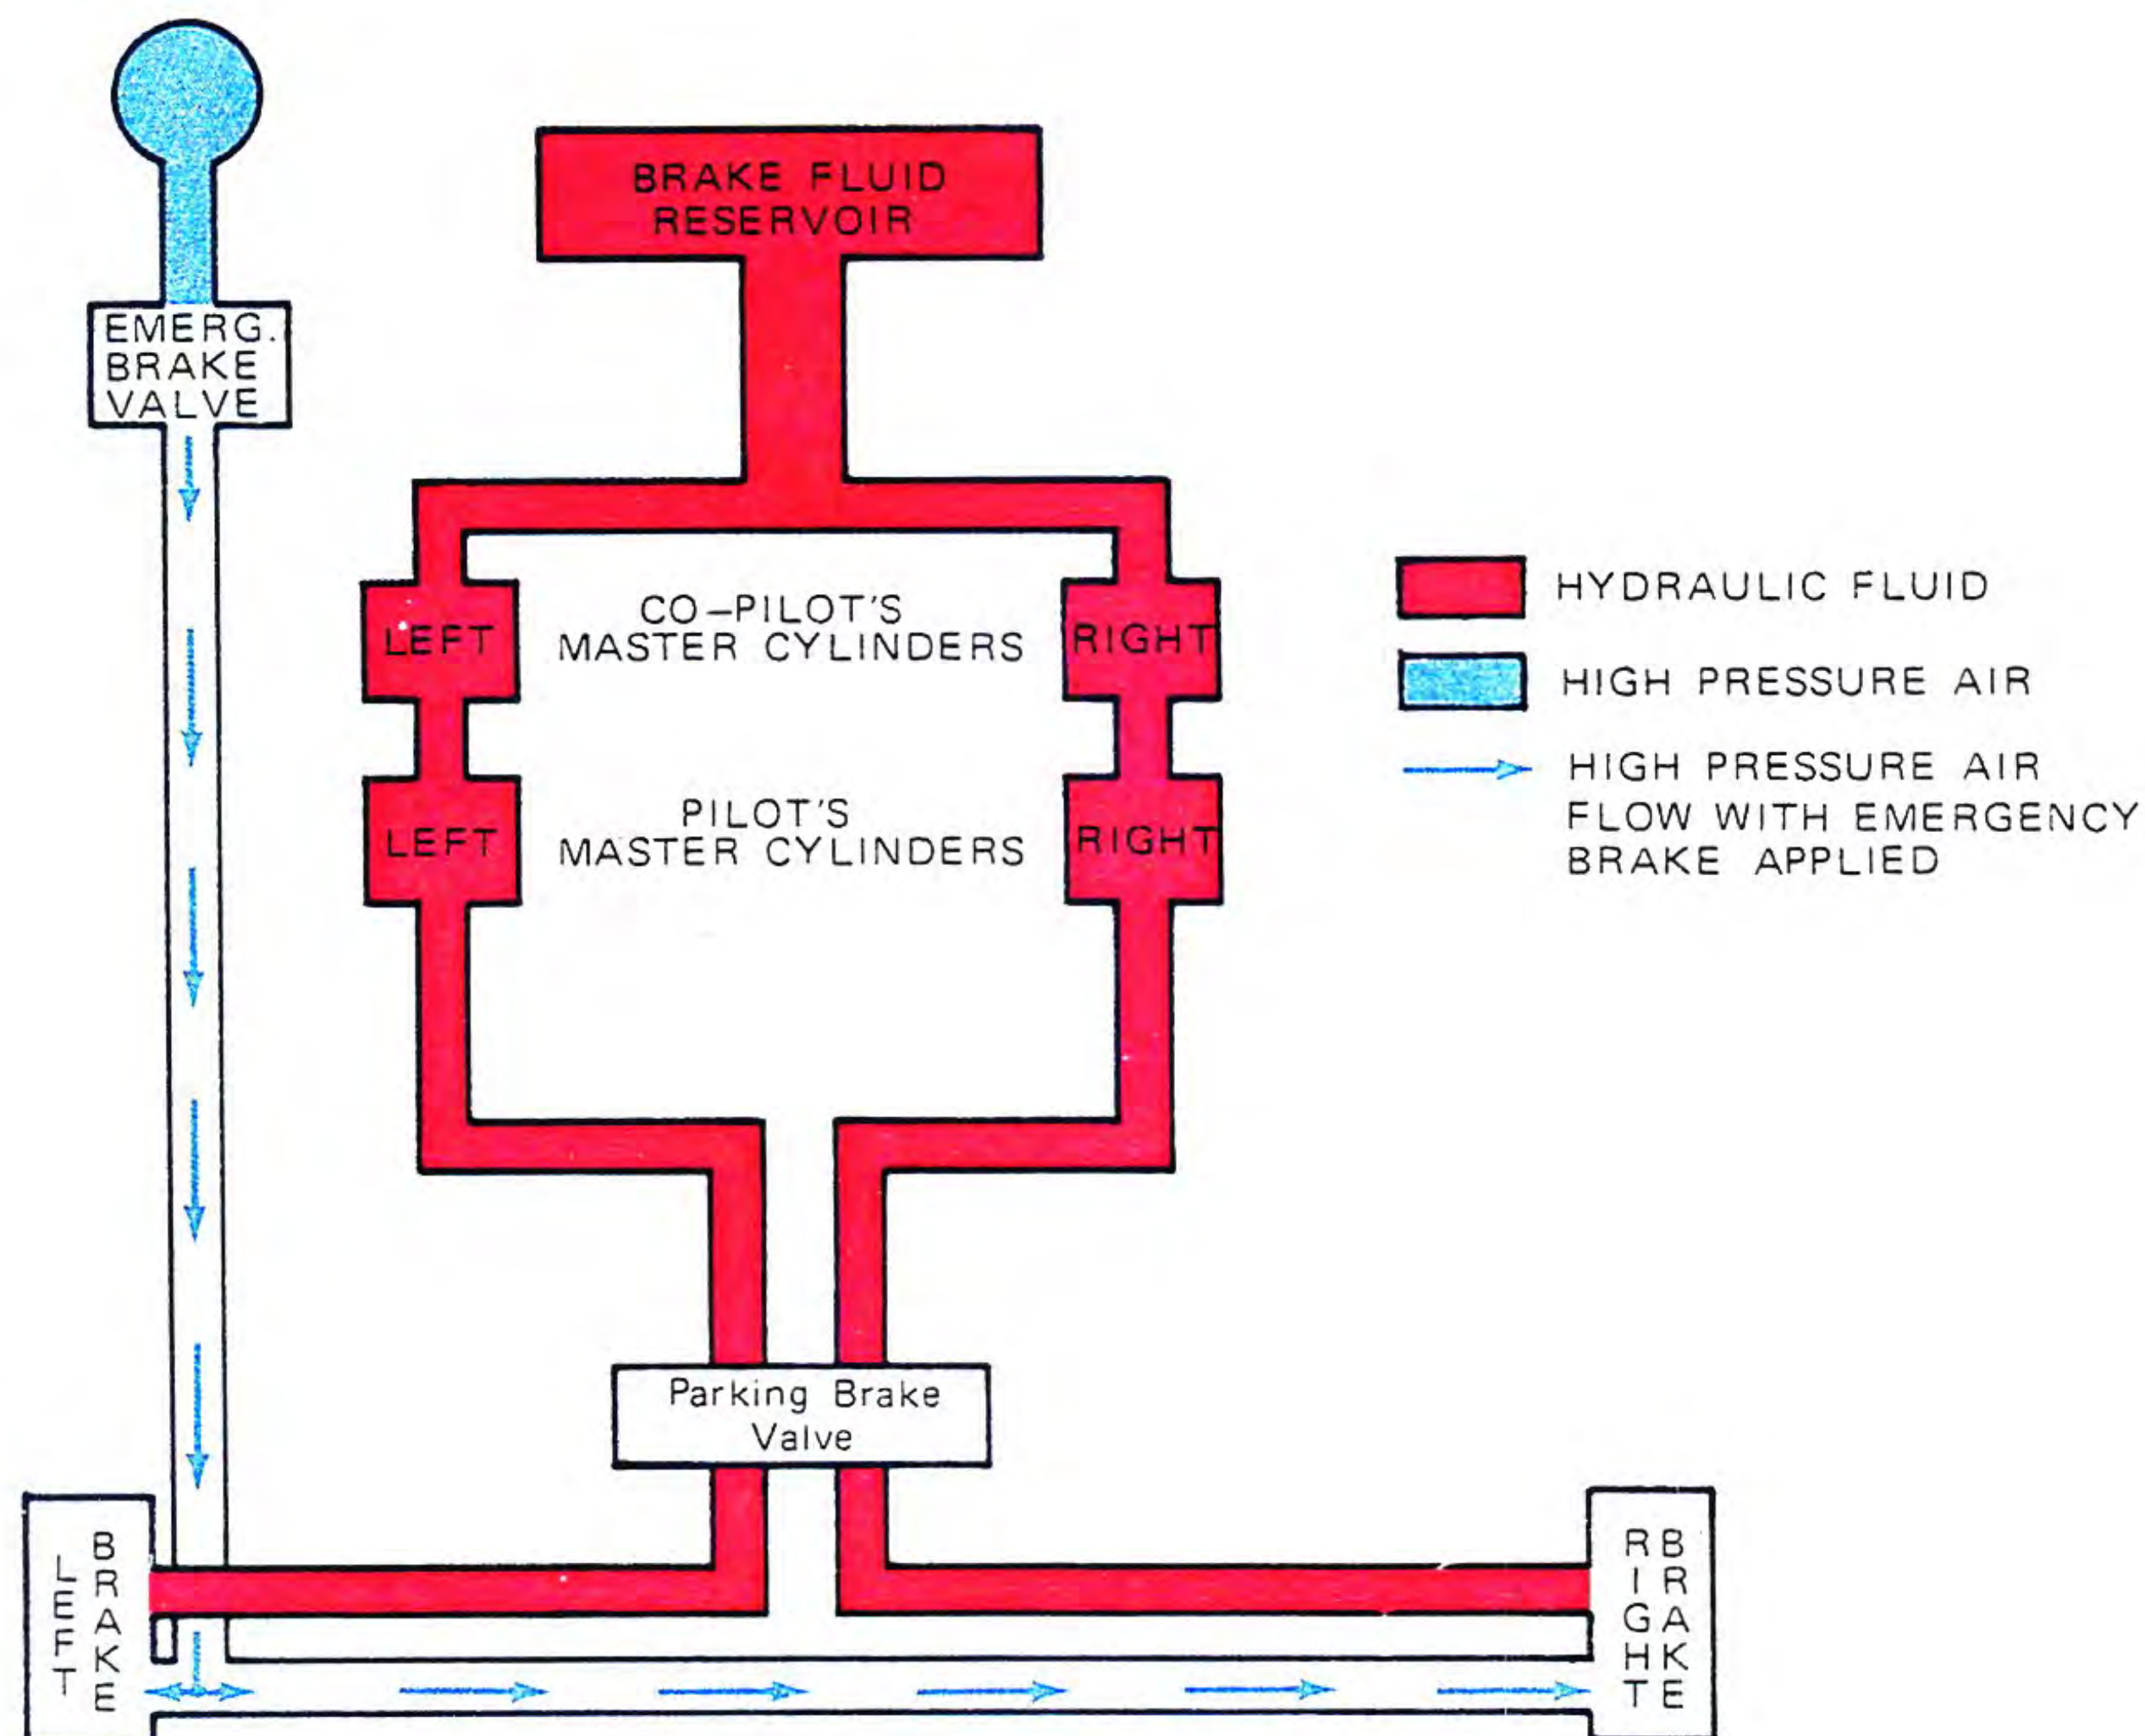 BRAKE FLUID
RESERVOIR
EMERG.
BRAKE
VALVE
LEFT
CO-PILOT'S
MASTER CYLINDERS
RIGHT
LEFT
PILOT'S
MASTER CYLINDERS
RIGHT
HYDRAULIC FLUID
HIGH PRESSURE AIR
HIGH PRESSURE AIR
FLOW WITH EMERGENCY
BRAKE APPLIED
Parking Brake
Valve
LEFT
BRAKE
RIGHT
BRAKE